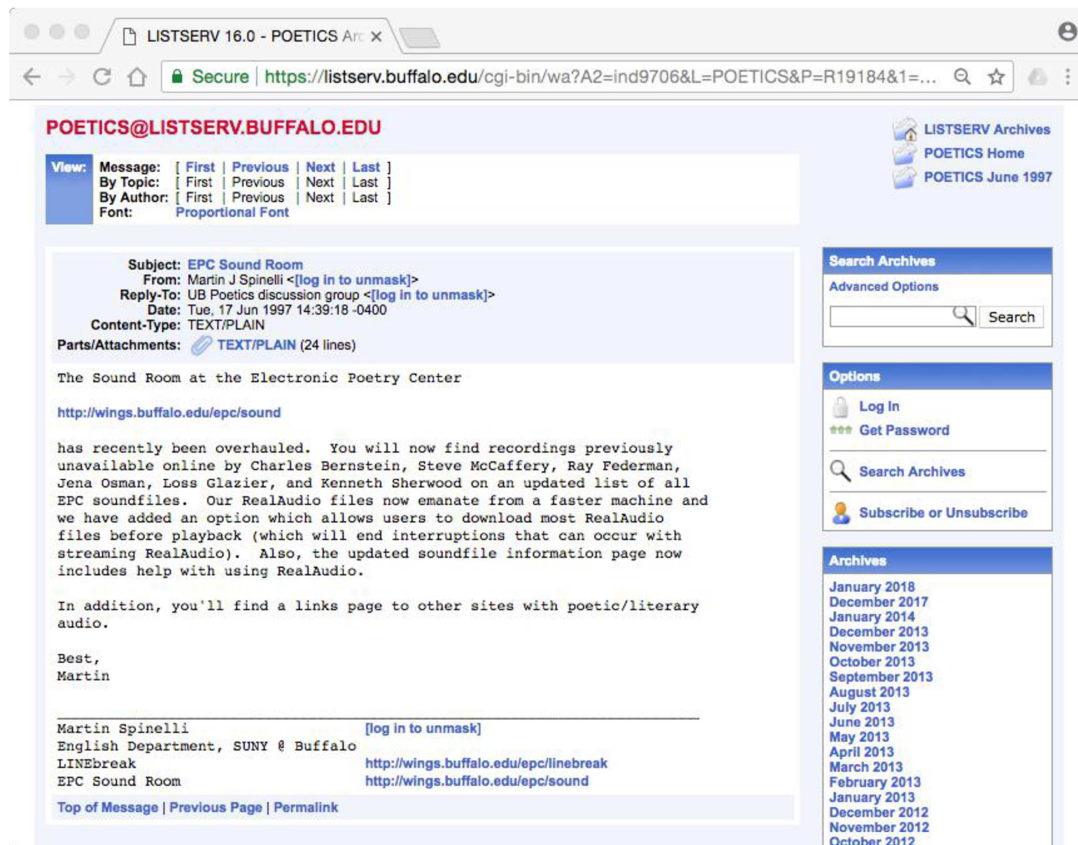 LISTSERV 16.0 - POETICS Arc
Secure | https://listserv.buffalo.edu/cgi-bin/wa?A2=ind9706&L=POETICS&P=R19184&1=...
POETICS@LISTSERV.BUFFALO.EDU
LISTSERV Archives
POETICS Home
POETICS June 1997
View: Message: [ First | Previous | Next | Last ]
By Topic: [ First | Previous | Next | Last ]
By Author: [ First | Previous | Next | Last ]
Font: Proportional Font
Subject: EPC Sound Room
From: Martin J Spinelli <[log in to unmask]>
Reply-To: UB Poetics discussion group <[log in to unmask]>
Date: Tue, 17 Jun 1997 14:39:18 -0400
Content-Type: TEXT/PLAIN
Parts/Attachments: TEXT/PLAIN (24 lines)
The Sound Room at the Electronic Poetry Center
http://wings.buffalo.edu/epc/sound
has recently been overhauled. You will now find recordings previously
unavailable online by Charles Bernstein, Steve McCaffery, Ray Federman,
Jena Osman, Loss Glazier, and Kenneth Sherwood on an updated list of all
EPC soundfiles. Our RealAudio files now emanate from a faster machine and
we have added an option which allows users to download most RealAudio
files before playback (which will end interruptions that can occur with
streaming RealAudio). Also, the updated soundfile information page now
includes help with using RealAudio.
In addition, you'll find a links page to other sites with poetic/literary
audio.
Best,
Martin
Martin Spinelli [log in to unmask]
English Department, SUNY @ Buffalo
LINEbreak http://wings.buffalo.edu/epc/linebreak
EPC Sound Room http://wings.buffalo.edu/epc/sound
Top of Message | Previous Page | Permalink
Search Archives
Advanced Options
Search
Options
Log In
Get Password
Search Archives
Subscribe or Unsubscribe
Archives
January 2018
December 2017
January 2014
December 2013
November 2013
October 2013
September 2013
August 2013
July 2013
June 2013
May 2013
April 2013
March 2013
February 2013
January 2013
December 2012
November 2012
October 2012